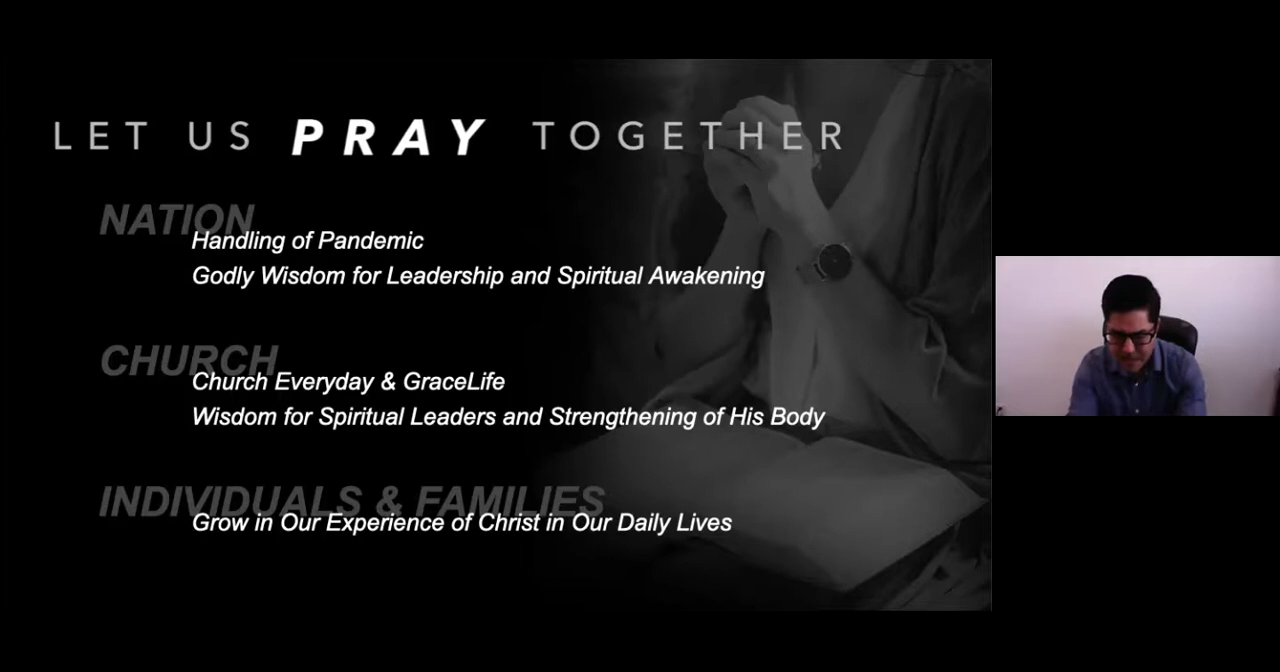 LET US PRAY TOGETHER
NATION
Handling of Pandemic
Godly Wisdom for Leadership and Spiritual Awakening
CHURCH
Church Everyday & GraceLife
Wisdom for Spiritual Leaders and Strengthening of His Body
INDIVIDUALS & FAMILIES
Grow in Our Experience of Christ in Our Daily Lives